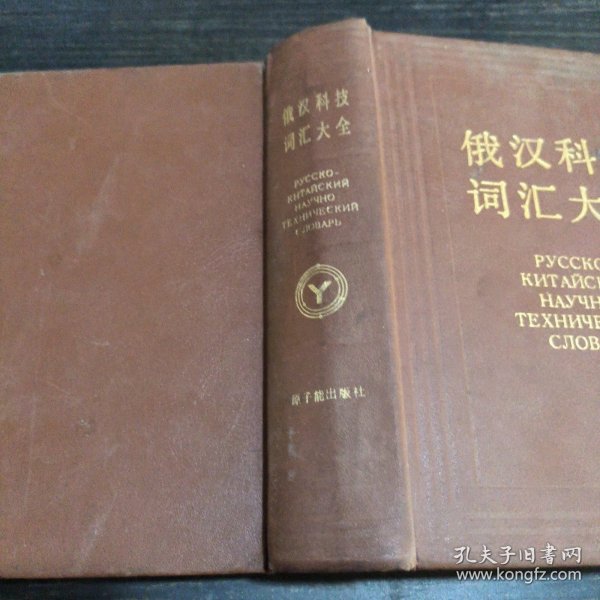 俄汉科技
词汇大全
РУССКО-
КИТАЙСКИЙ
НАУЧНО
ТЕХНИЧЕСКИЙ
СЛОВАРЬ
Y
原子能出版社
俄汉科
词汇大
РУССКО
КИТАЙС
НАУЧН
ТЕХНИЧЕ
СЛОВ
孔夫子旧书网
www.kongfz.com